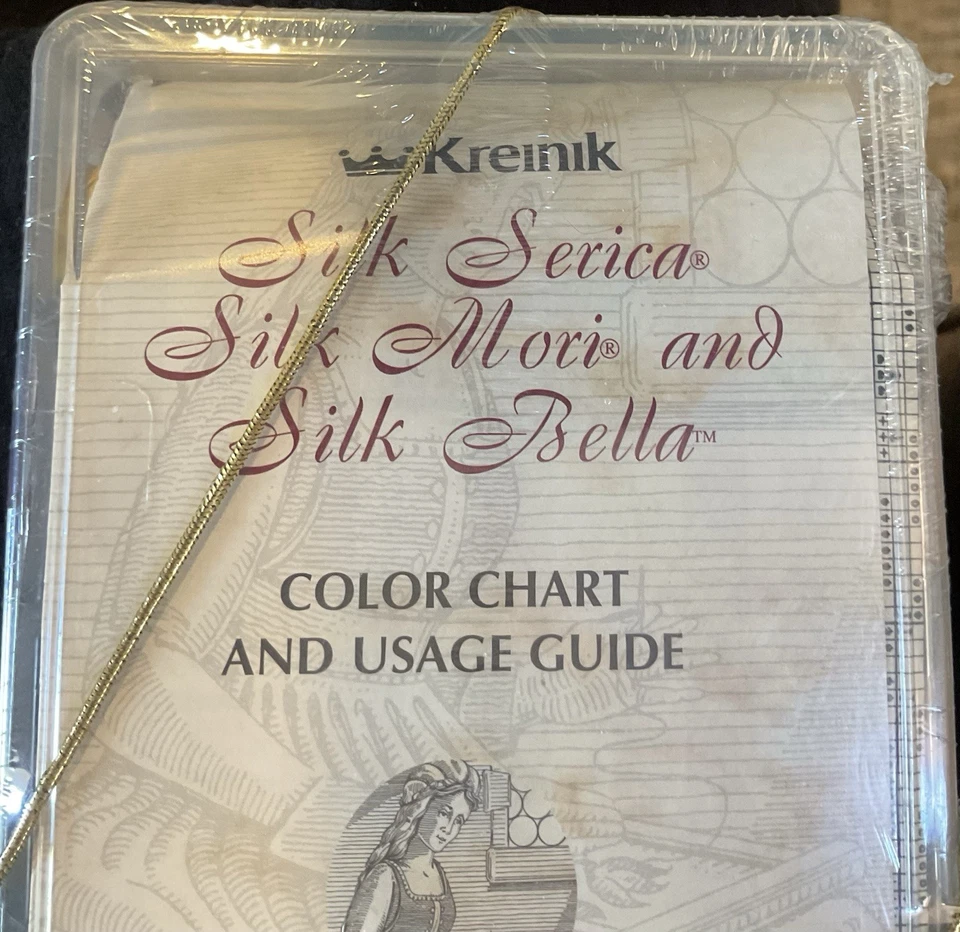 Kreinik
Silk Serica®
Silk Mori® and
Silk Bella™
COLOR CHART
AND USAGE GUIDE